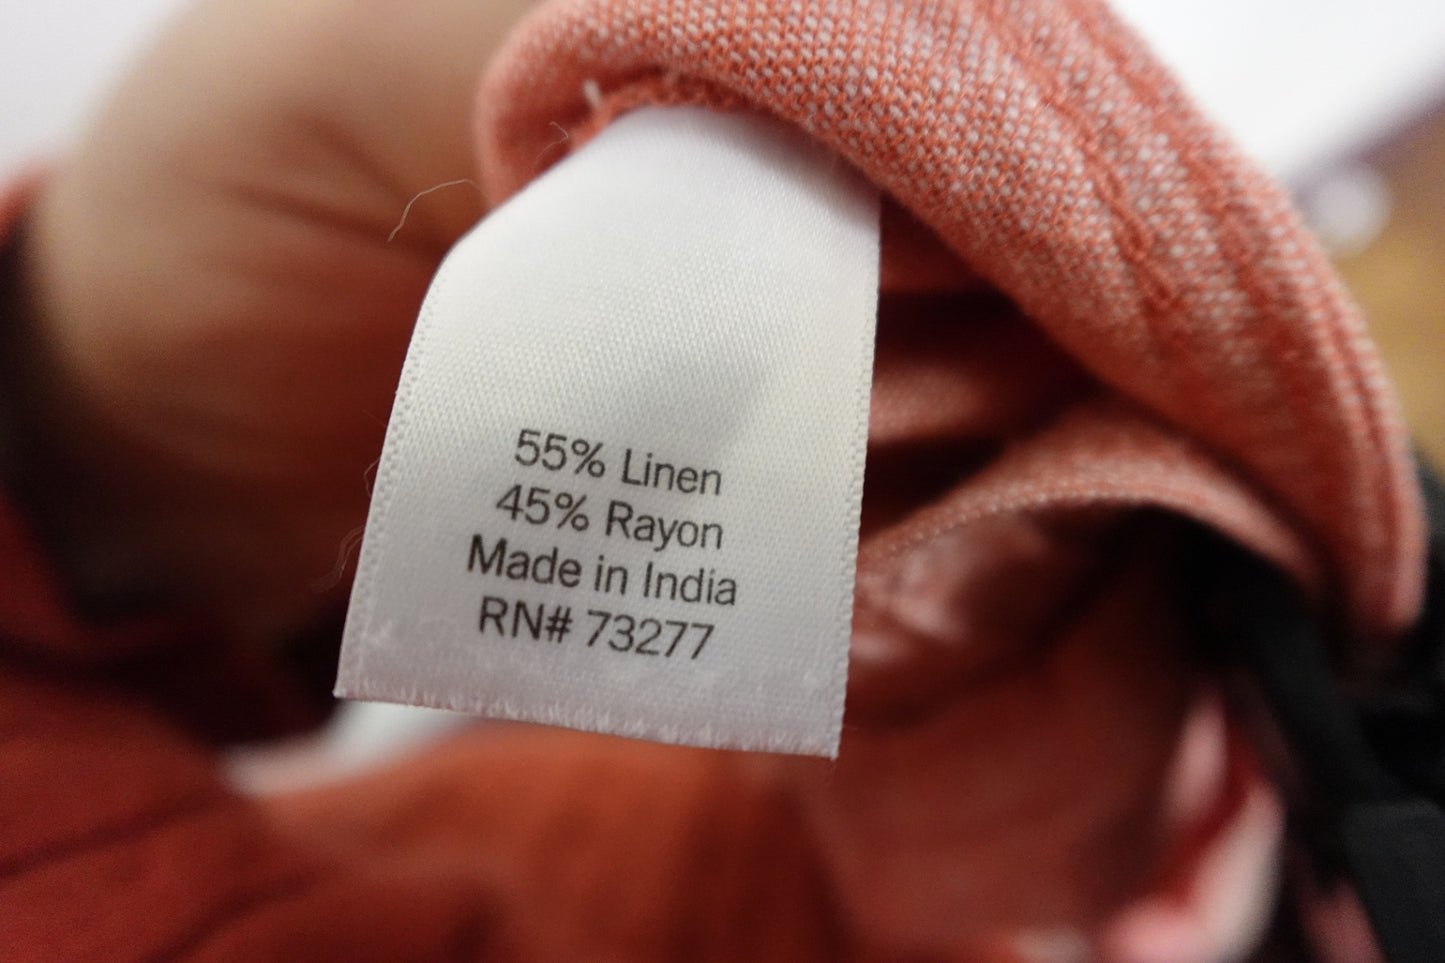 55% Linen
45% Rayon
Made in India
RN# 73277